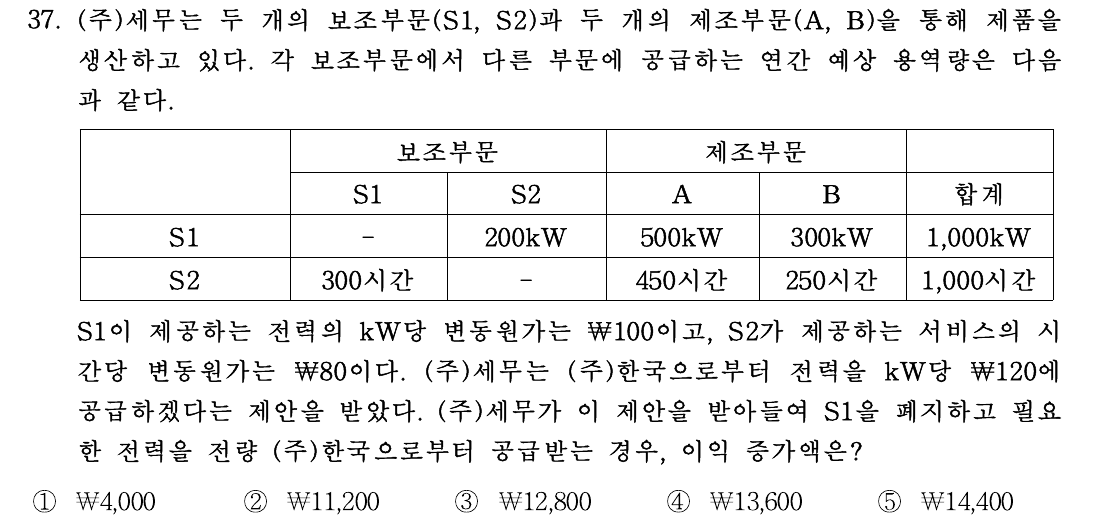 37. (주)세무는 두 개의 보조부문(S1, S2)과 두 개의 제조부문(A, B)을 통해 제품을
생산하고 있다. 각 보조부문에서 다른 부문에 공급하는 연간 예상 용역량은 다음
과 같다.
보조부문 제조부문
S1 S2 A B 합계
S1 - 200kW 500kW 300kW 1,000kW
S2 300시간 - 450시간 250시간 1,000시간
S1이 제공하는 전력의 kW당 변동원가는 ₩100이고, S2가 제공하는 서비스의 시
간당 변동원가는 ₩80이다. (주)세무는 (주)한국으로부터 전력을 kW당 ₩120에
공급하겠다는 제안을 받았다. (주)세무가 이 제안을 받아들여 S1을 폐지하고 필요
한 전력을 전량 (주)한국으로부터 공급받는 경우, 이익 증가액은?
① ₩4,000 ② ₩11,200 ③ ₩12,800 ④ ₩13,600 ⑤ ₩14,400